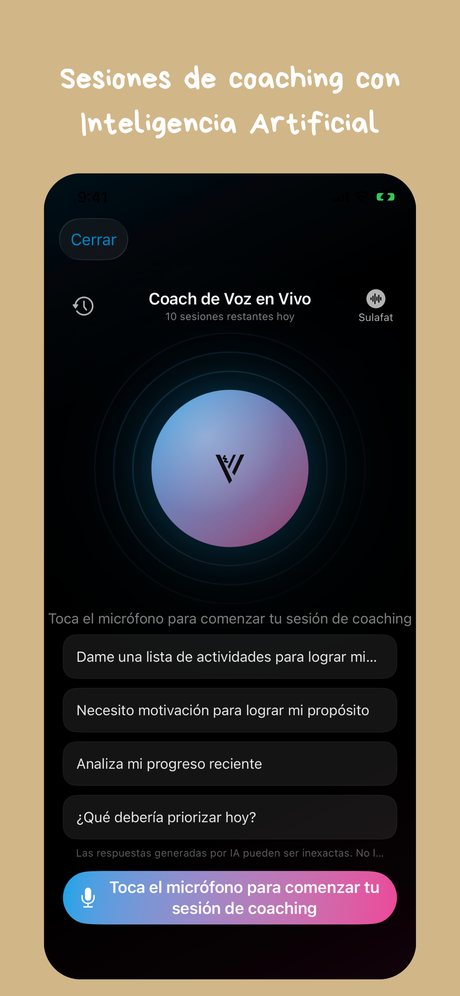 Sesiones de coaching con
Inteligencia Artificial
9:41
Cerrar
Coach de Voz en Vivo
10 sesiones restantes hoy
Sulafat
Toca el micrófono para comenzar tu sesión de coaching
Dame una lista de actividades para lograr mi...
Necesito motivación para lograr mi propósito
Analiza mi progreso reciente
¿Qué debería priorizar hoy?
Las respuestas generadas por IA pueden ser inexactas. No l...
Toca el micrófono para comenzar tu
sesión de coaching